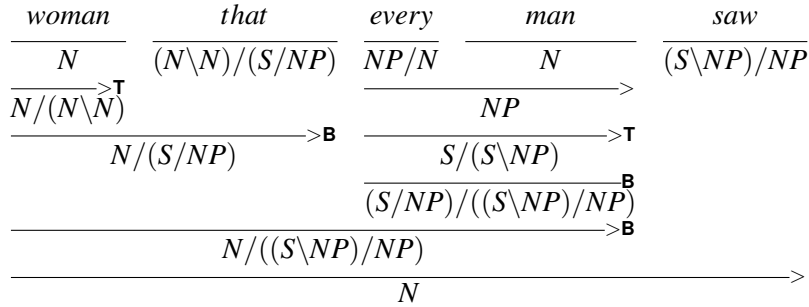 woman that every man saw
N (N\N)/(S/NP) NP/N N (S\NP)/NP
>T >
N/(N\N) NP
>B >T
N/(S/NP) S/(S\NP)
B
(S/NP)/((S\NP)/NP)
>B
N/((S\NP)/NP)
>
N